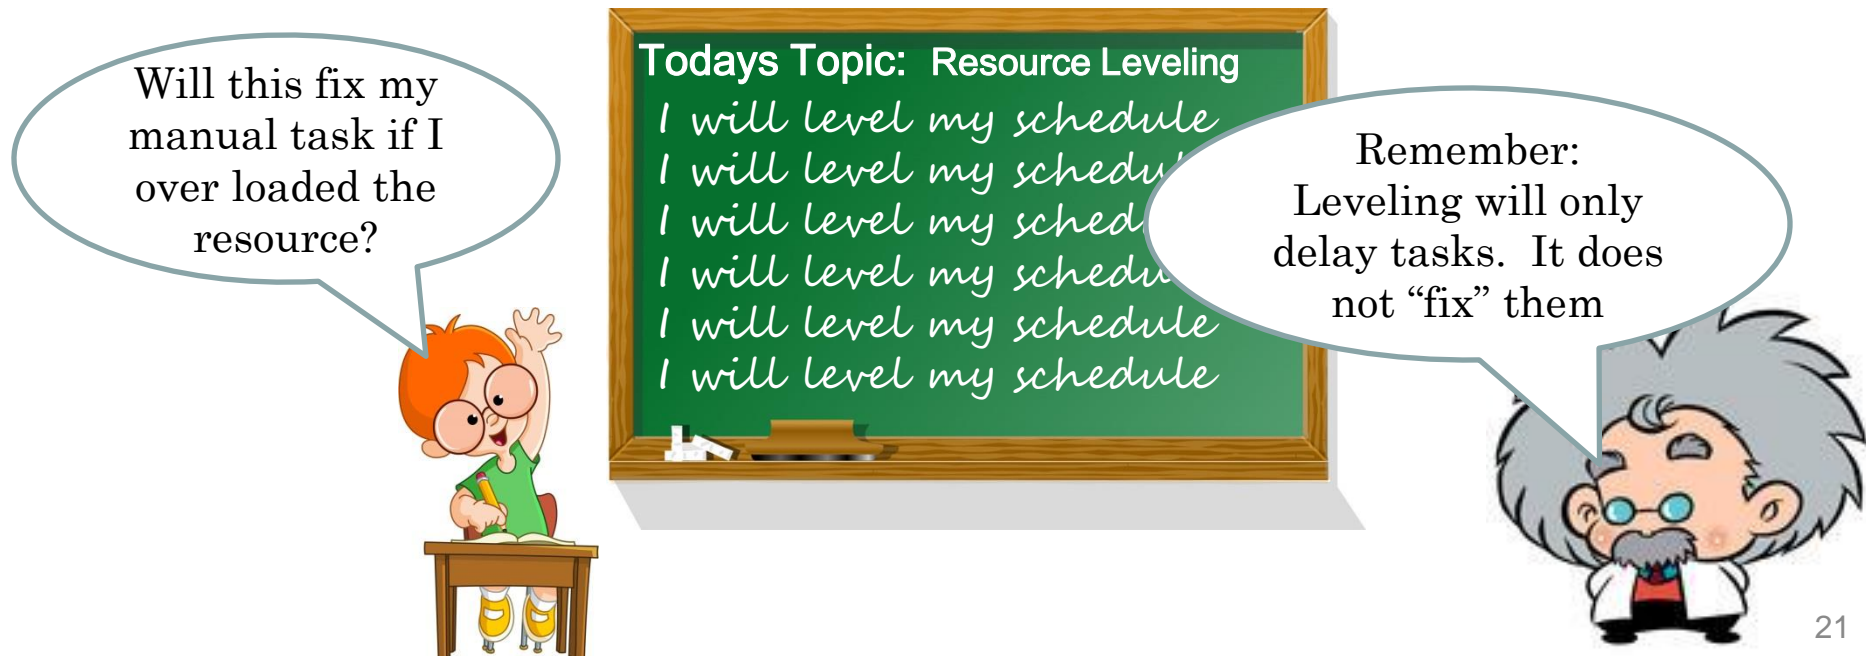 Will this fix my
manual task if I
over loaded the
resource?
Todays Topic: Resource Leveling
I will level my schedule
I will level my
I will level my
I will level my
I will level my schedule
I will level my schedule
Remember:
Leveling will only
delay tasks. It does
not “fix” them
21